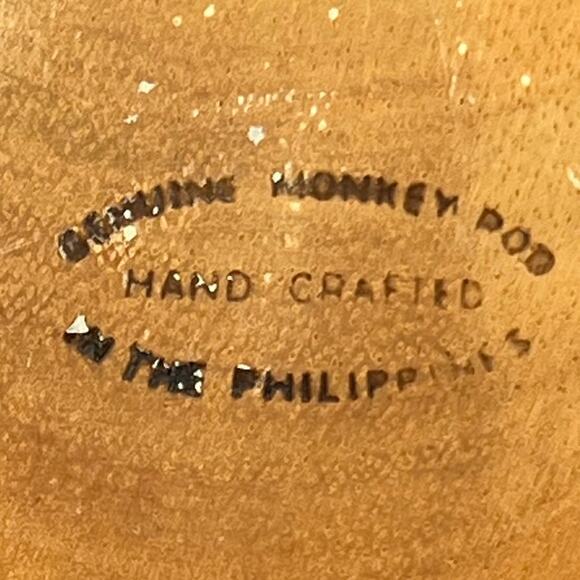 GENUINE MONKEY POD
HAND CRAFTED
IN THE PHILIPPINES